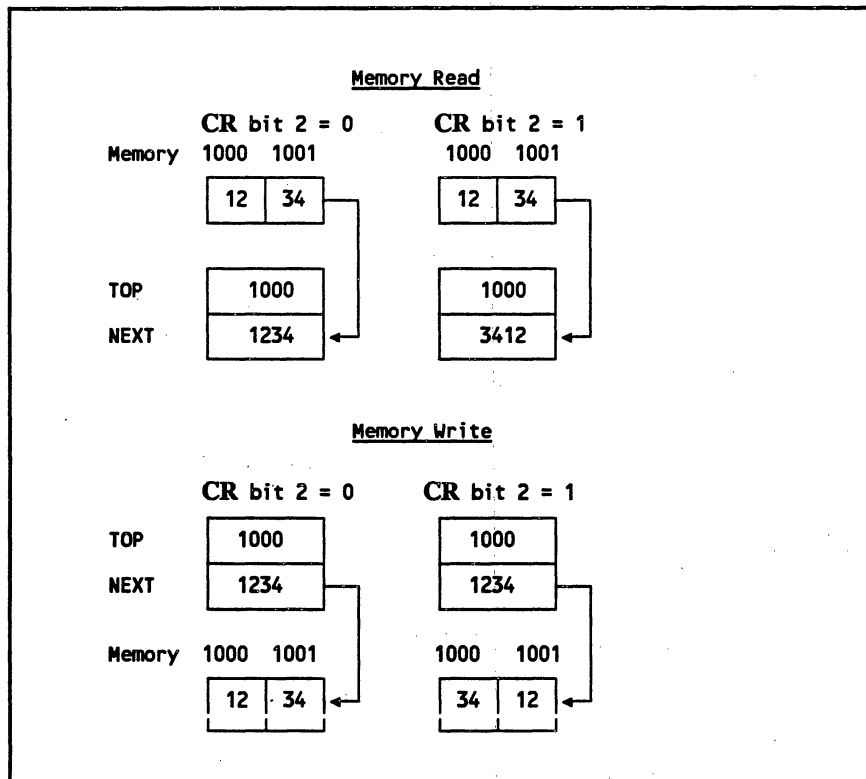 Memory Read
CR bit 2 = 0 CR bit 2 = 1
Memory 1000 1001 1000 1001
12 34 12 34
TOP 1000 1000
NEXT 1234 3412
Memory Write
CR bit 2 = 0 CR bit 2 = 1
TOP 1000 1000
NEXT 1234 1234
Memory 1000 1001 1000 1001
12 34 34 12